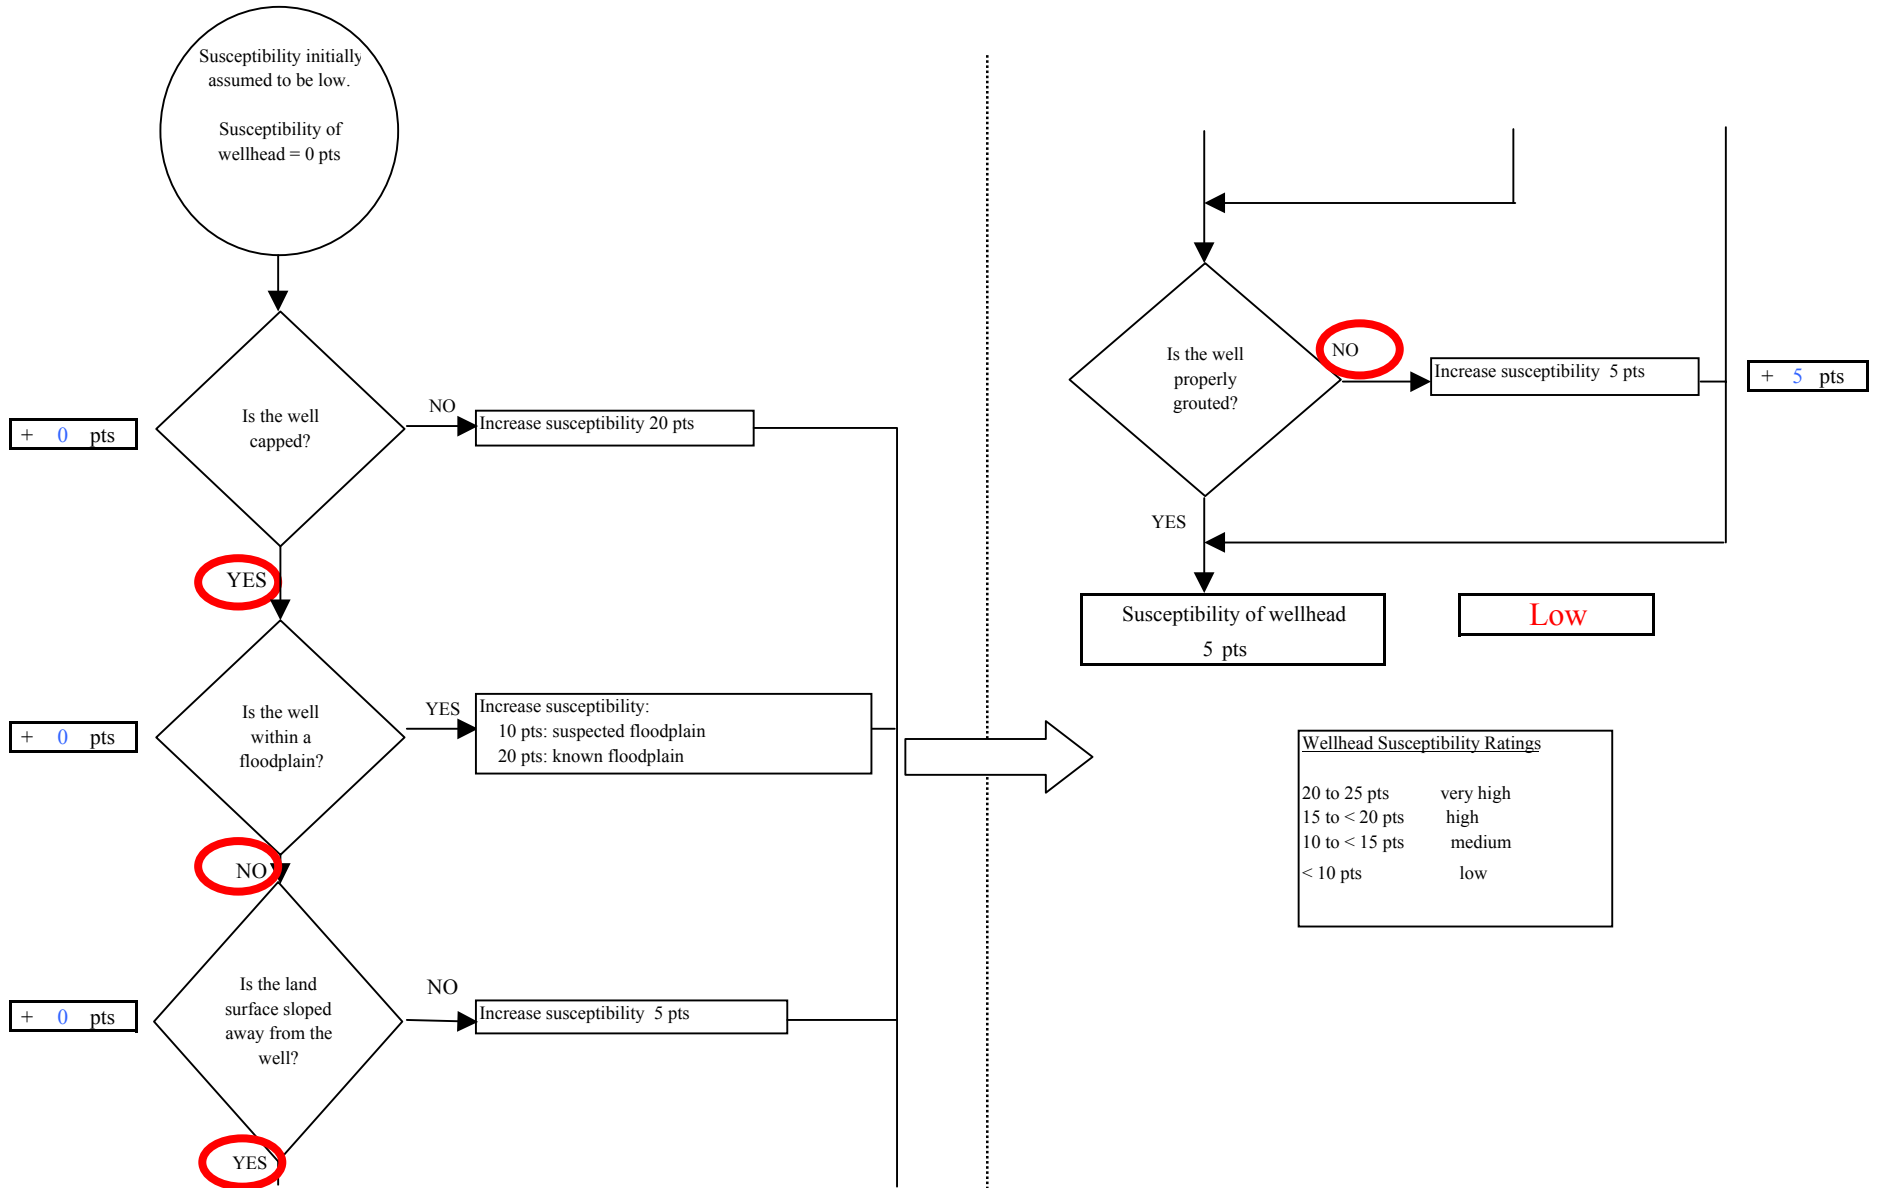 Susceptibility initially
assumed to be low.
Susceptibility of
wellhead = 0 pts
Is the well
capped?
NO
Increase susceptibility 20 pts
+ 0 pts
YES
Is the well
within a
floodplain?
YES
Increase susceptibility:
10 pts: suspected floodplain
20 pts: known floodplain
+ 0 pts
NO
Is the land
surface sloped
away from the
well?
NO
Increase susceptibility 5 pts
+ 0 pts
YES
Is the well
properly
grouted?
NO
Increase susceptibility 5 pts
+ 5 pts
YES
Susceptibility of wellhead
5 pts
Low
Wellhead Susceptibility Ratings
20 to 25 pts very high
15 to < 20 pts high
10 to < 15 pts medium
< 10 pts low